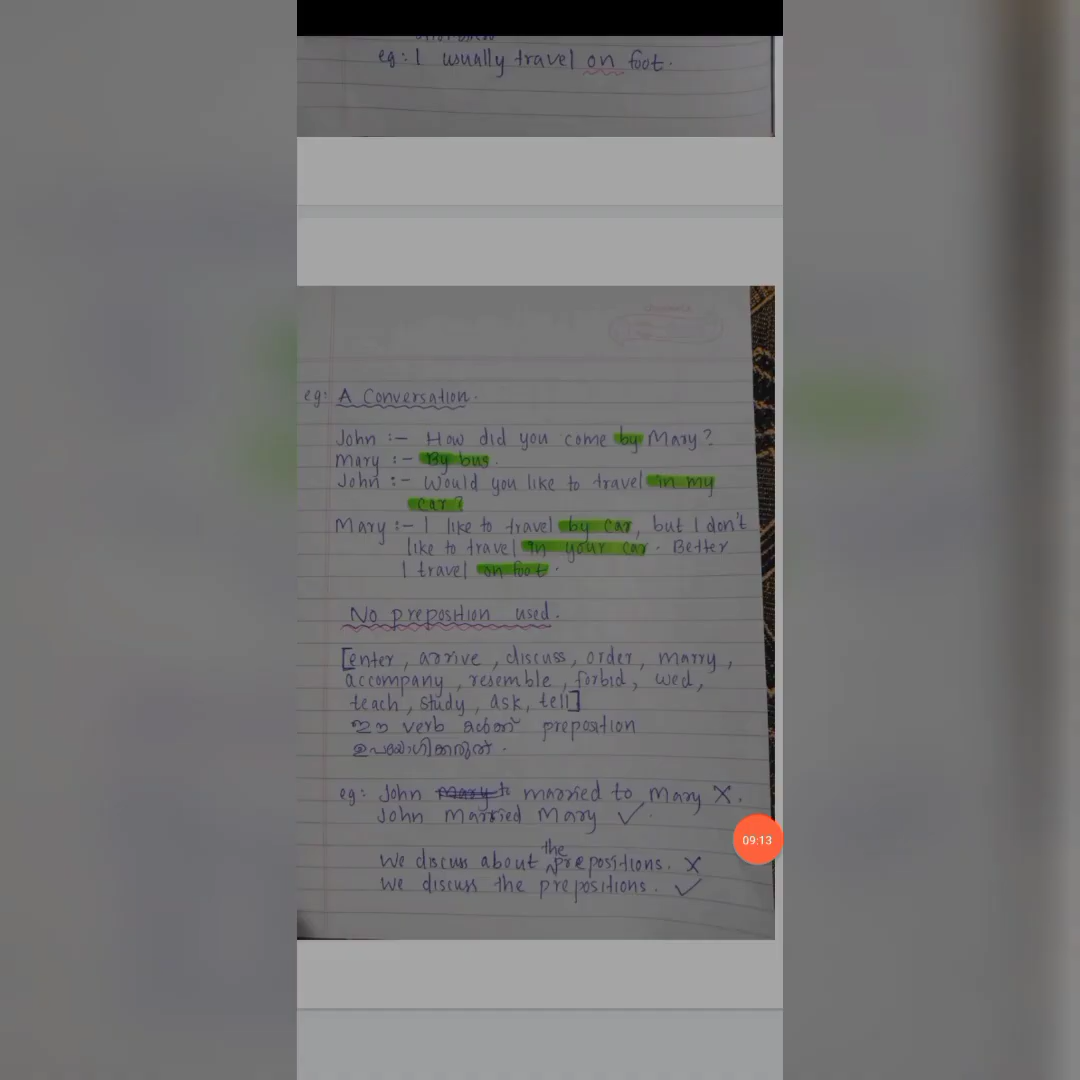 eg: I usually travel on foot.
eg: A Conversation.
John :– How did you come by Mary?
Mary :– By bus.
John :– Would you like to travel in my
car?
Mary :– I like to travel by car, but I don't
like to travel in your car. Better
I travel on foot.
No preposition used.
[enter, arrive, discuss, order, marry,
accompany, resemble, forbid, wed,
teach, study, ask, tell]
ഈ verb കൾക്ക് preposition
ഉപയോഗിക്കരുത്.
eg: John married to Mary X.
John Married Mary ✓.
the
We discuss about prepositions. X
We discuss the prepositions. ✓
09:13